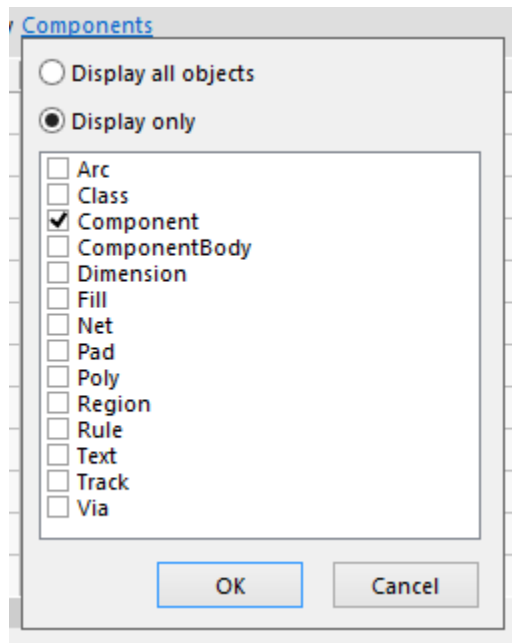 Components
Display all objects
Display only
Arc
Class
Component
ComponentBody
Dimension
Fill
Net
Pad
Poly
Region
Rule
Text
Track
Via
OK Cancel